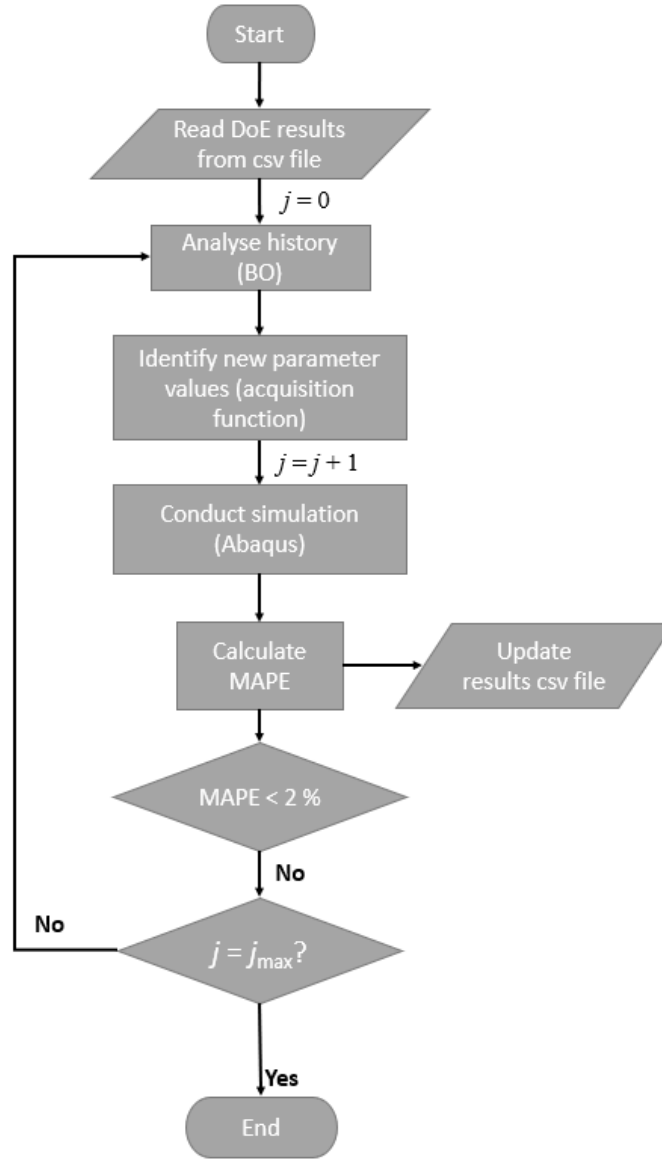 Start
Read DoE results
from csv file
j = 0
Analyse history
(BO)
Identify new parameter
values (acquisition
function)
j = j + 1
Conduct simulation
(Abaqus)
Calculate
MAPE
Update
results csv file
MAPE < 2 %
No
No
j = jmax?
Yes
End